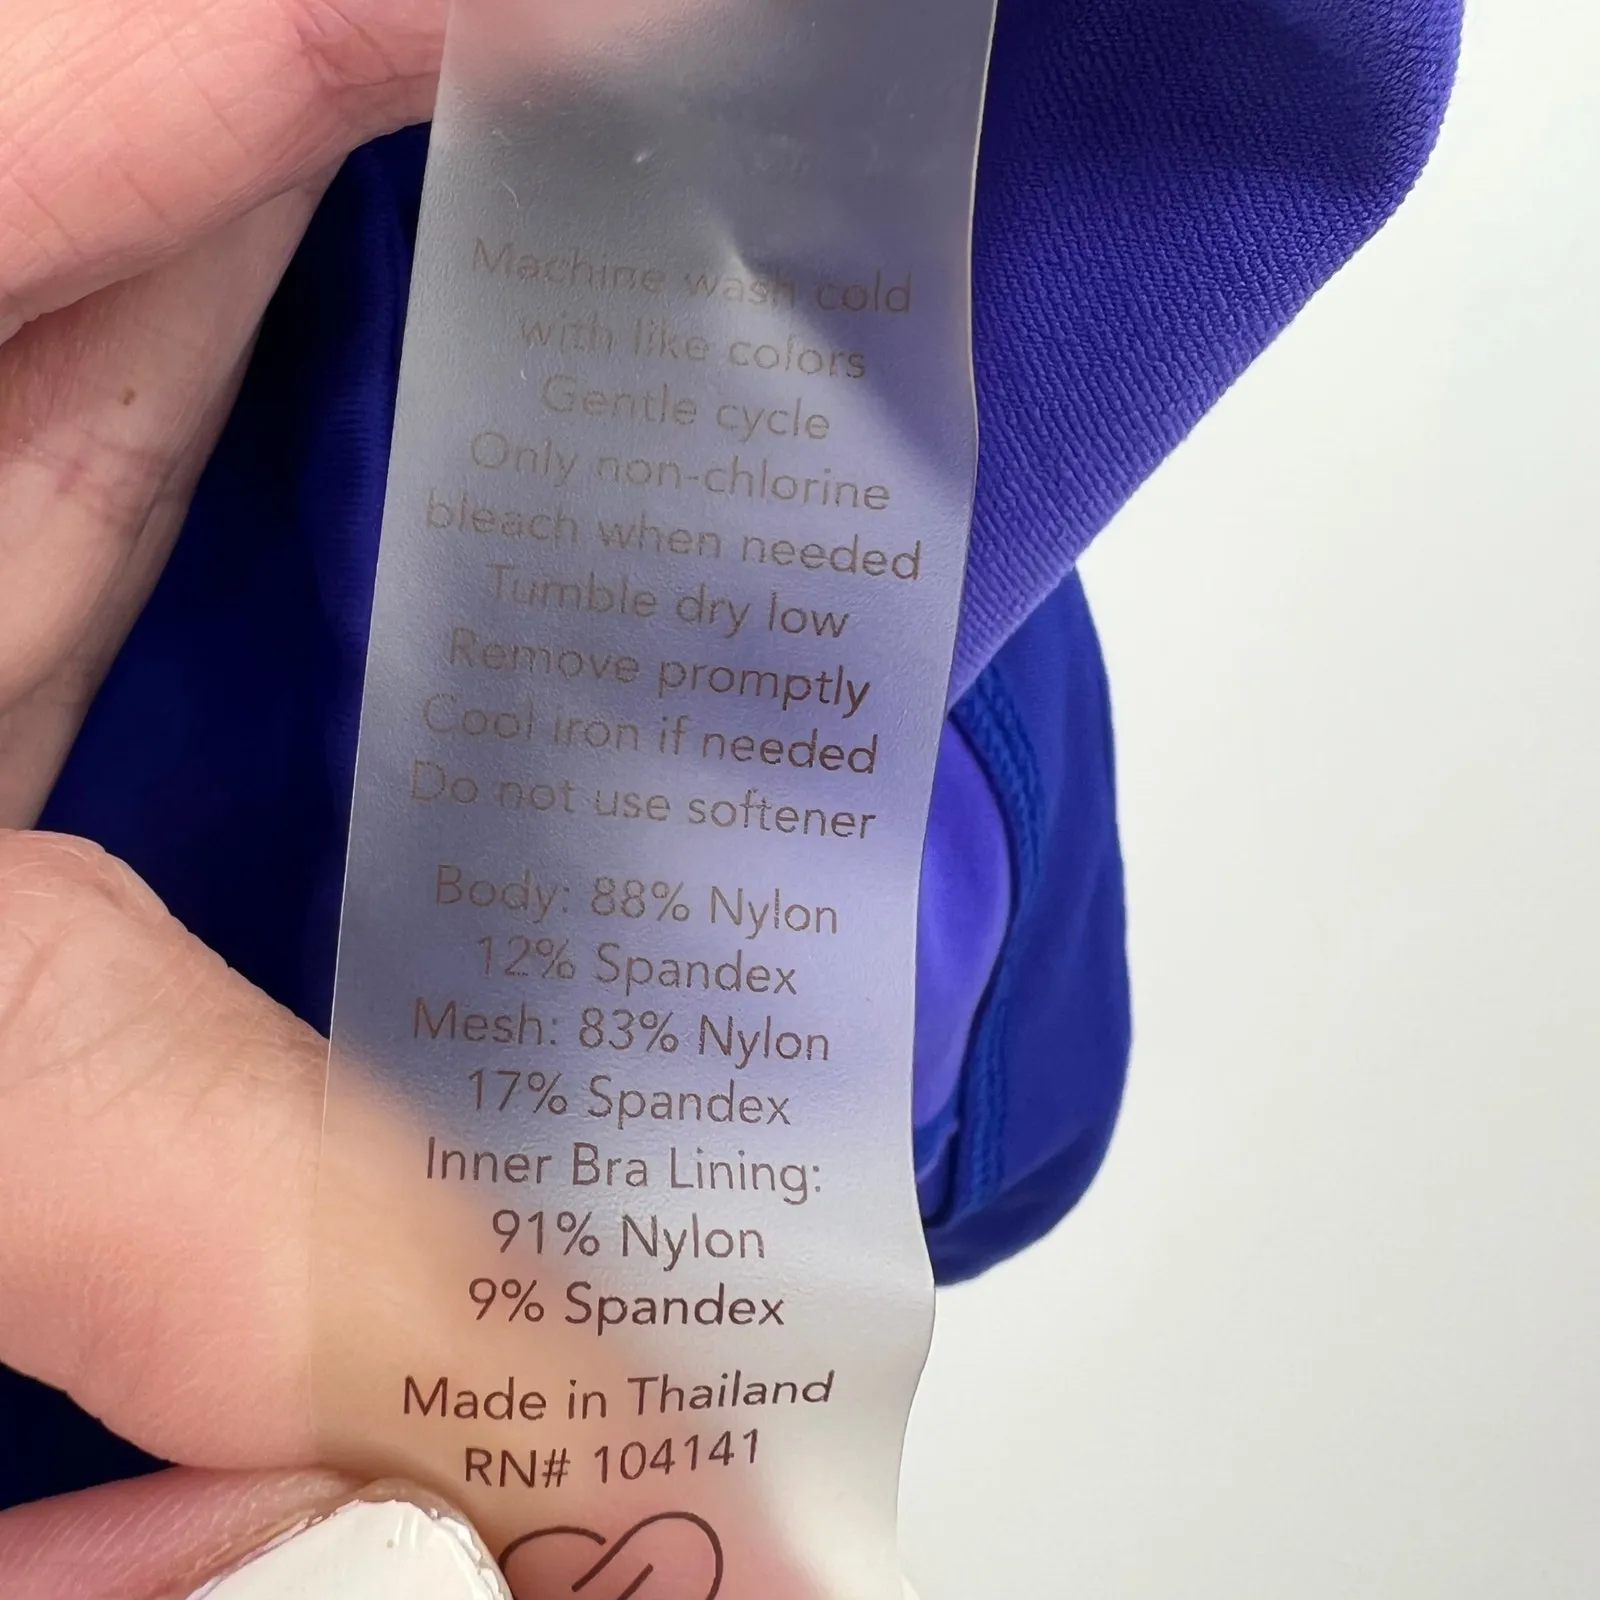 Machine wash cold
with like colors
Gentle cycle
Only non-chlorine
bleach when needed
Tumble dry low
Remove promptly
Cool iron if needed
Do not use softener
Body: 88% Nylon
12% Spandex
Mesh: 83% Nylon
17% Spandex
Inner Bra Lining:
91% Nylon
9% Spandex
Made in Thailand
RN# 104141